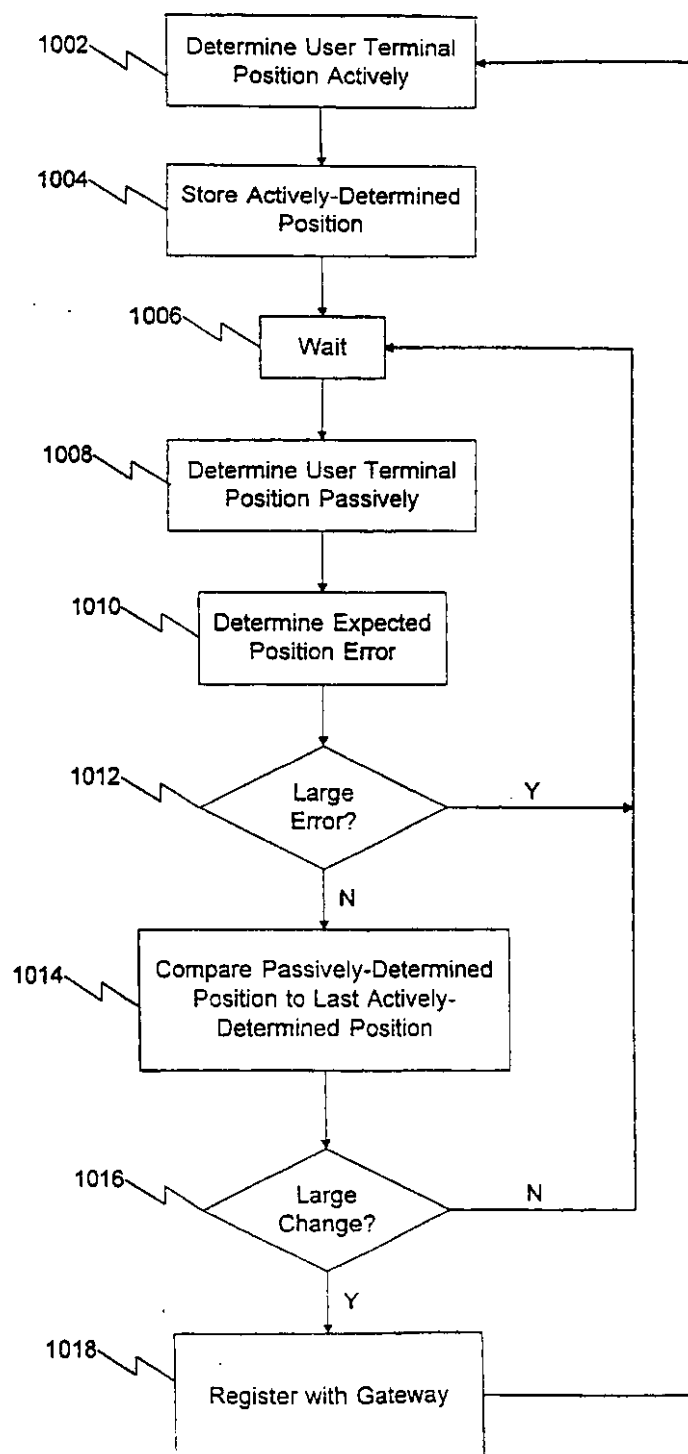 1002
Determine User Terminal
Position Actively
1004
Store Actively-Determined
Position
1006
Wait
1008
Determine User Terminal
Position Passively
1010
Determine Expected
Position Error
1012
Large
Error?
Y
N
1014
Compare Passively-Determined
Position to Last Actively-
Determined Position
1016
Large
Change?
N
Y
1018
Register with Gateway